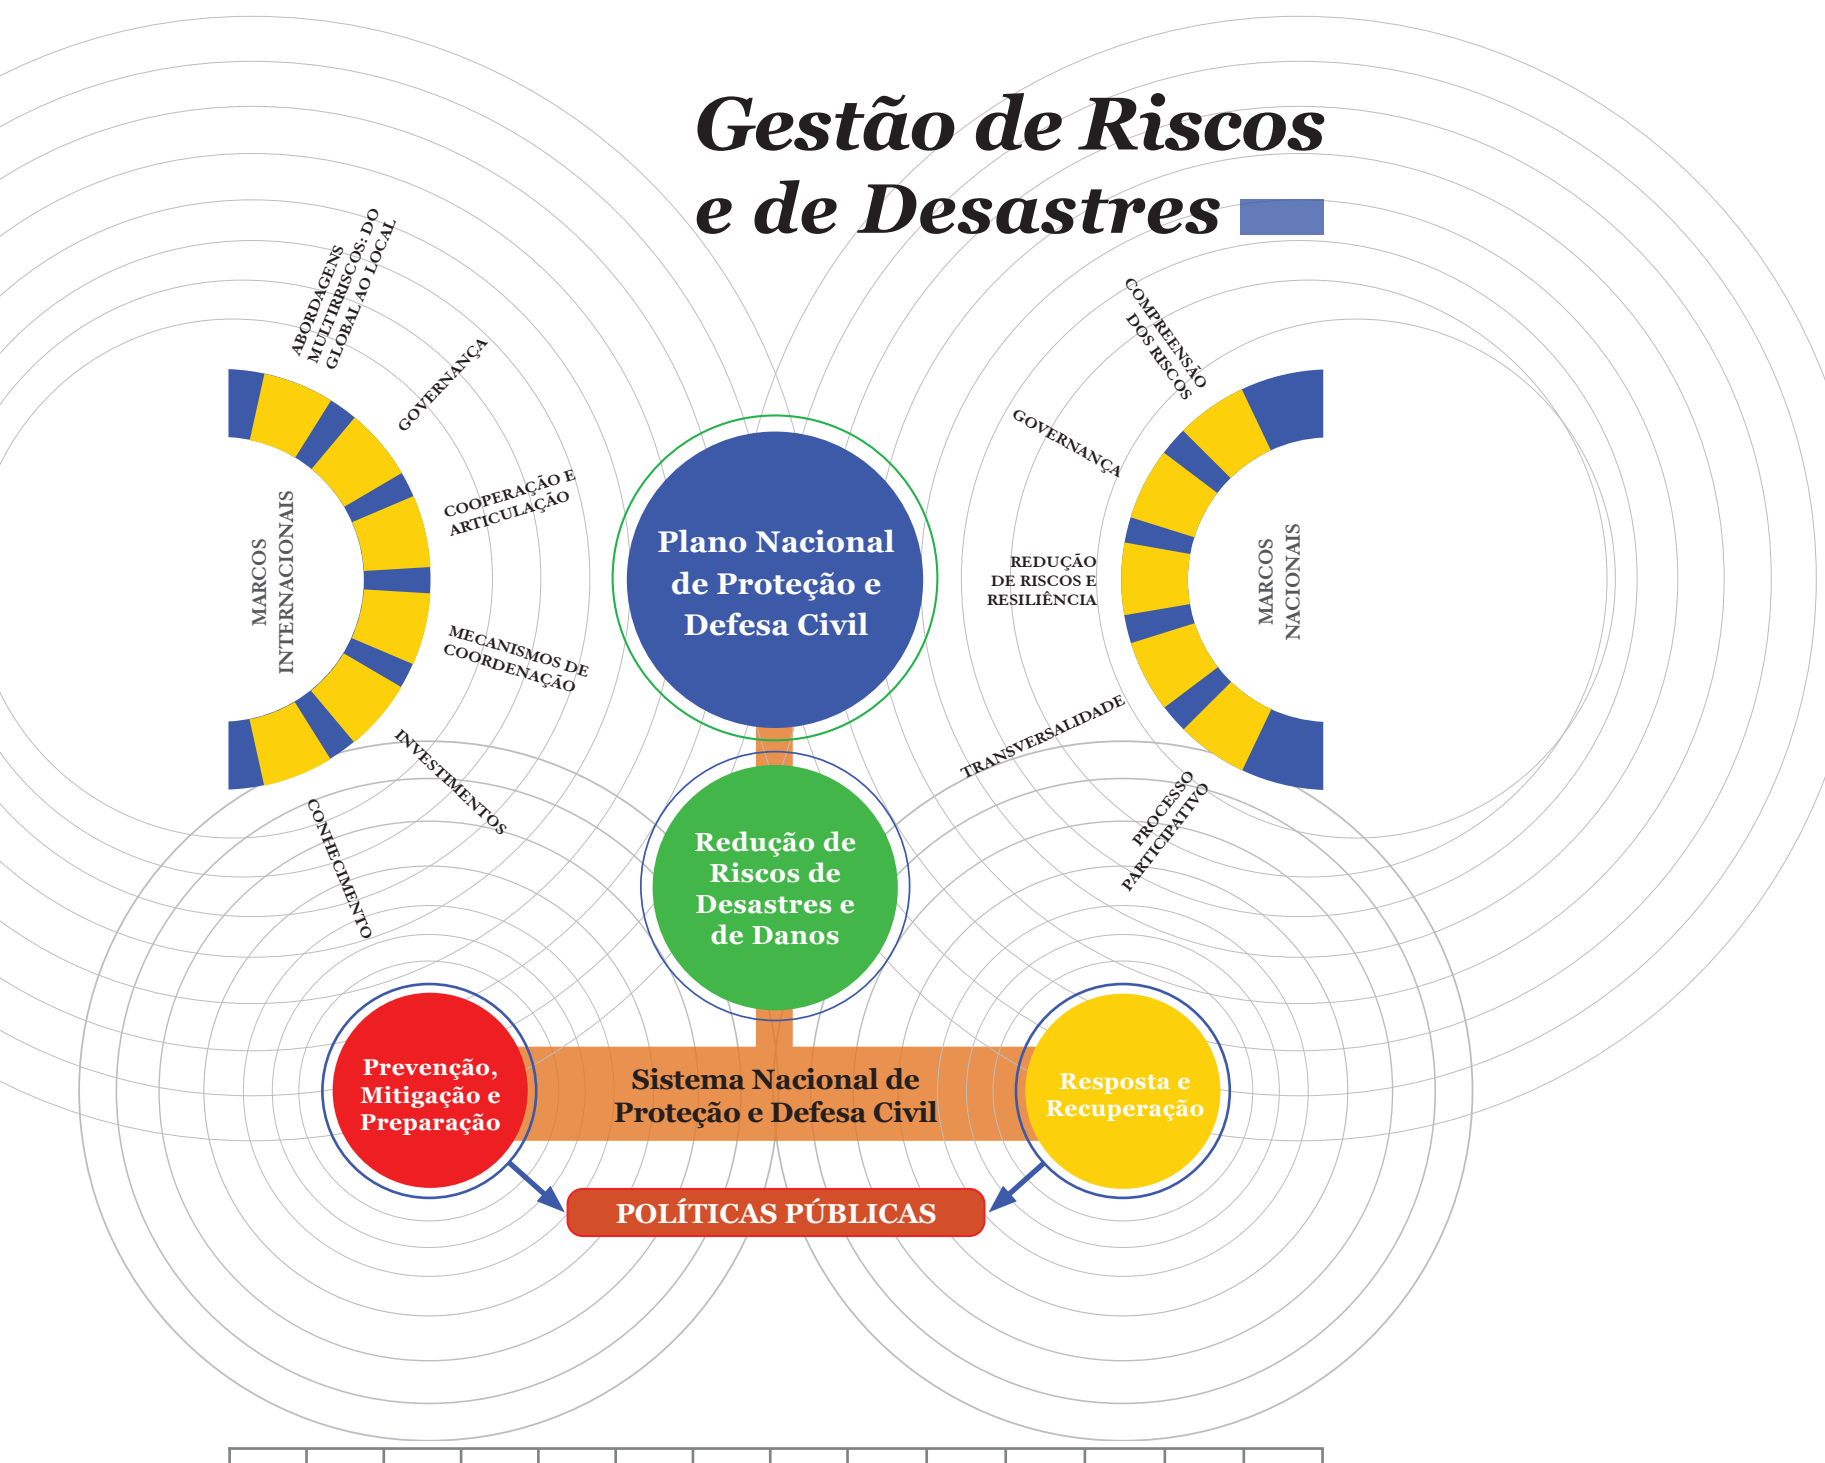 Gestão de Riscos
e de Desastres
ABORDAGENS
MULTIRRISCOS: DO
GLOBAL AO LOCAL
GOVERNANÇA
COOPERAÇÃO E
ARTICULAÇÃO
MARCOS
INTERNACIONAIS
MECANISMOS DE
COORDENAÇÃO
INVESTIMENTOS
CONHECIMENTO
Plano Nacional
de Proteção e
Defesa Civil
COMPREENSÃO
DOS RISCOS
GOVERNANÇA
REDUÇÃO
DE RISCOS E
RESILIÊNCIA
MARCOS
NACIONAIS
TRANSVERSALIDADE
PROCESSO
PARTICIPATIVO
Redução de
Riscos de
Desastres e
de Danos
Prevenção,
Mitigação e
Preparação
Sistema Nacional de
Proteção e Defesa Civil
Resposta e
Recuperação
POLÍTICAS PÚBLICAS